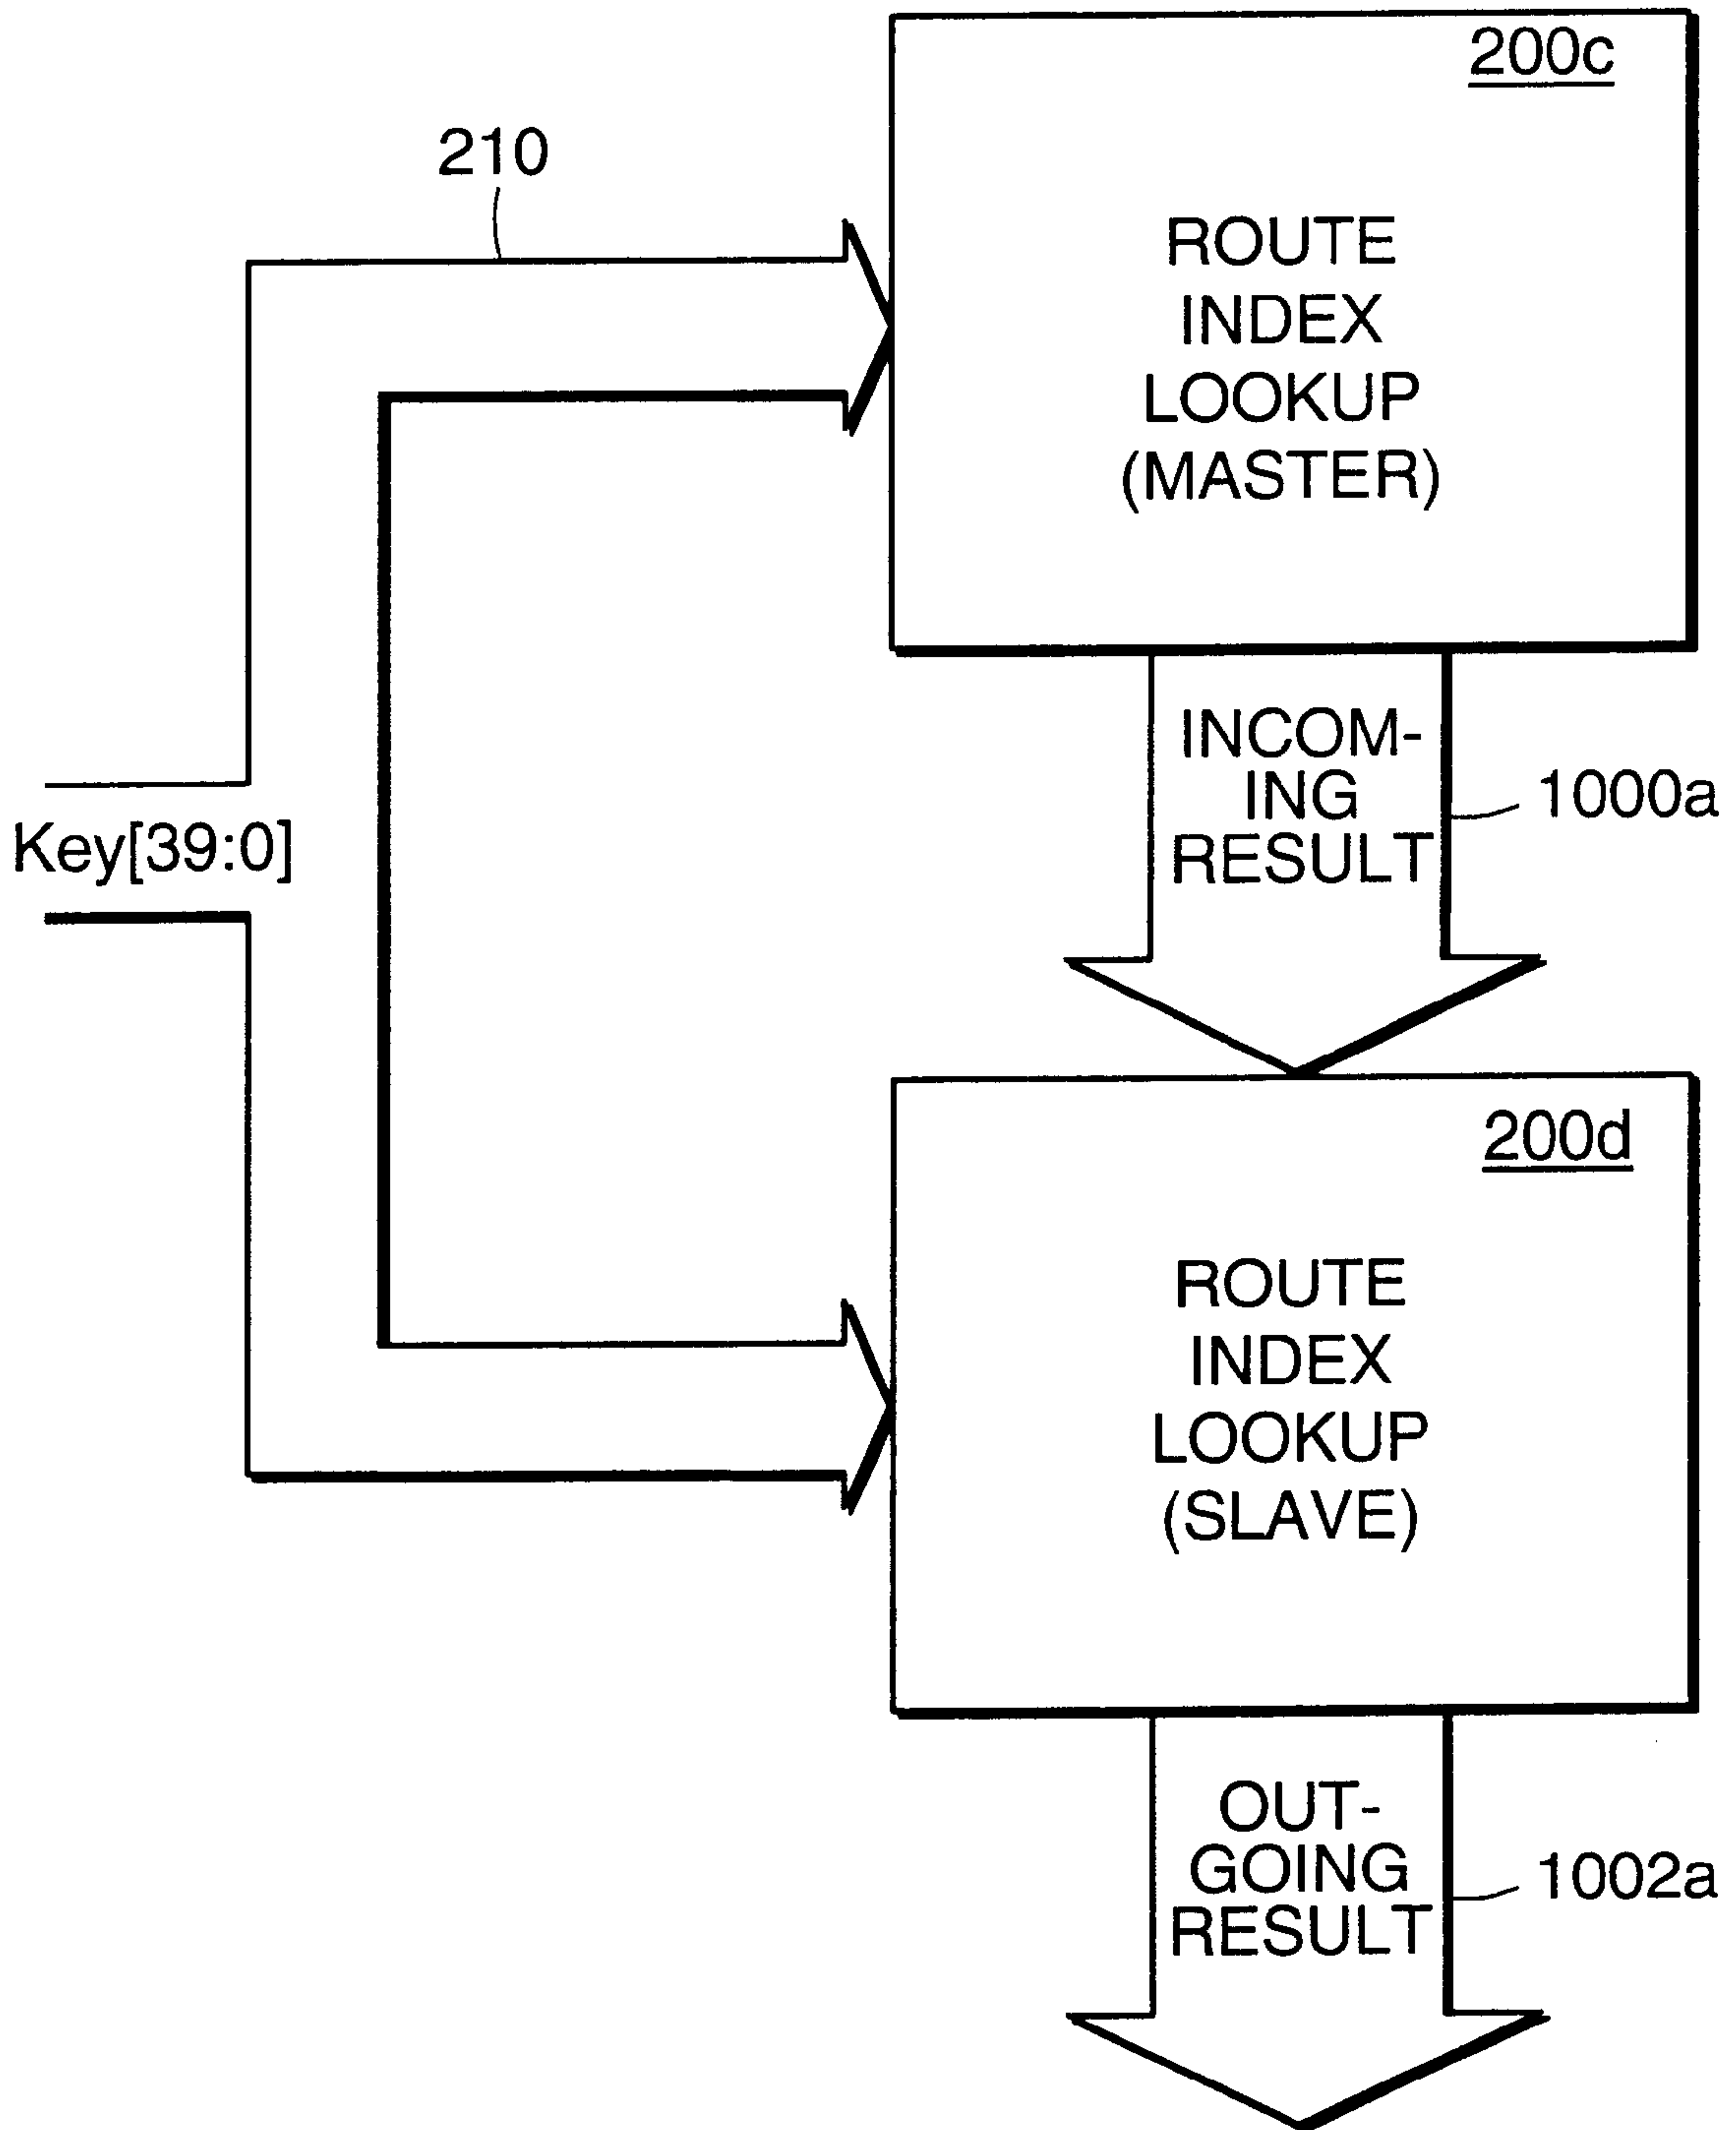 200c
210
ROUTE
INDEX
LOOKUP
(MASTER)
INCOM-
ING
RESULT
1000a
Key[39:0]
200d
ROUTE
INDEX
LOOKUP
(SLAVE)
OUT-
GOING
RESULT
1002a